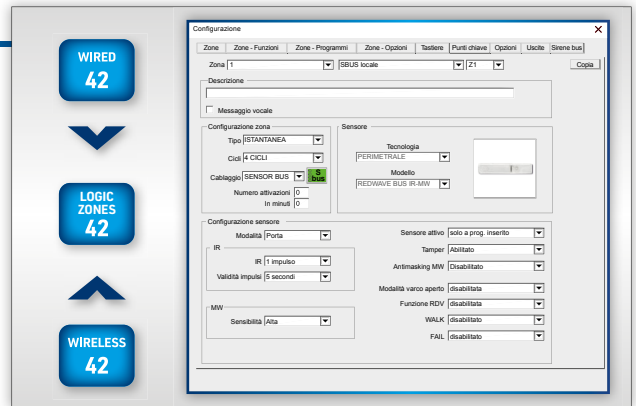 WIRED
42
LOGIC
ZONES
42
WIRELESS
42
Configurazione
Zone Zone - Funzioni Zone - Programmi Zone - Opzioni Tastiere Punti chiave Opzioni Uscite Sirene bus
Zona 1 SBUS locale Z1 Copia
Descrizione
Messaggio vocale
Configurazione zona
Tipo ISTANTANEA
Cicli 4 CICLI
Cablaggio SENSOR BUS S bus
Numero attivazioni 0
In minuti 0
Sensore
Tecnologia
PERIMETRALE
Modello
REDWAVE BUS IR-MW
Configurazione sensore
Modalità Porta
IR
IR 1 impulso
Validità impulsi 5 secondi
MW
Sensibilità Alta
Sensore attivo solo a prog. inserito
Tamper Abilitato
Antimasking MW Disabilitato
Modalità varco aperto disabilitata
Funzione RDV disabilitata
WALK disabilitato
FAIL disabilitato